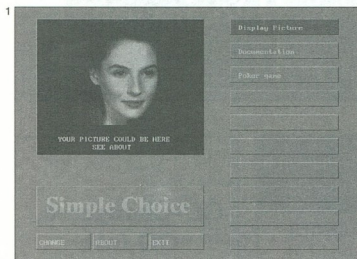 1
Display Picture
Documentation
Poker game
YOUR PICTURE COULD BE HERE
SEE ABOUT
Simple Choice
CHANGE
ABOUT
EXIT